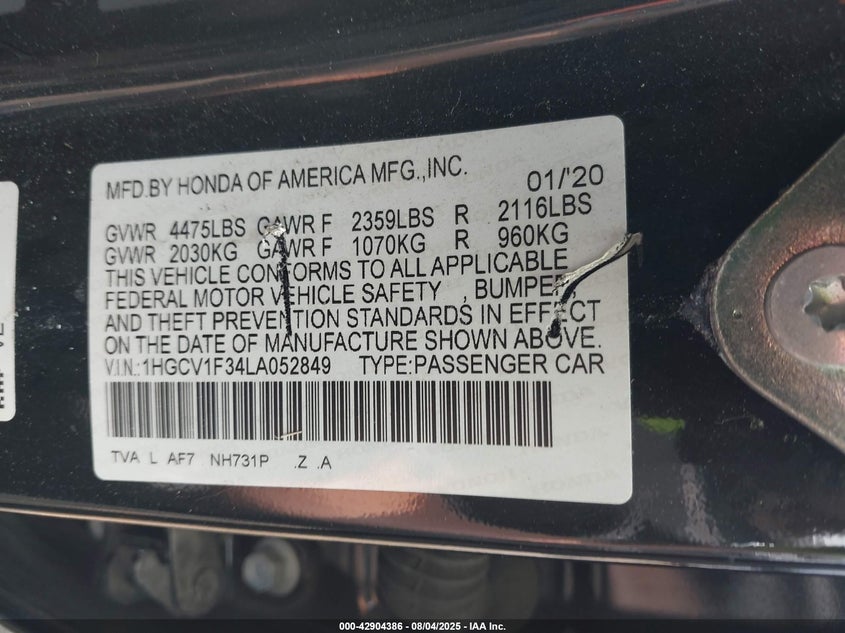 MFD.BY HONDA OF AMERICA MFG.,INC. 01/'20
GVWR 4475LBS GAWR F 2359LBS R 2116LBS
GVWR 2030KG GAWR F 1070KG R 960KG
THIS VEHICLE CONFORMS TO ALL APPLICABLE
FEDERAL MOTOR VEHICLE SAFETY , BUMPER
AND THEFT PREVENTION STANDARDS IN EFFECT
ON THE DATE OF MANUFACTURE SHOWN ABOVE.
V.I.N.:1HGCV1F34LA052849 TYPE:PASSENGER CAR
TVA L AF7 NH731P .Z .A
000-42904386 - 08/04/2025 - IAA Inc.